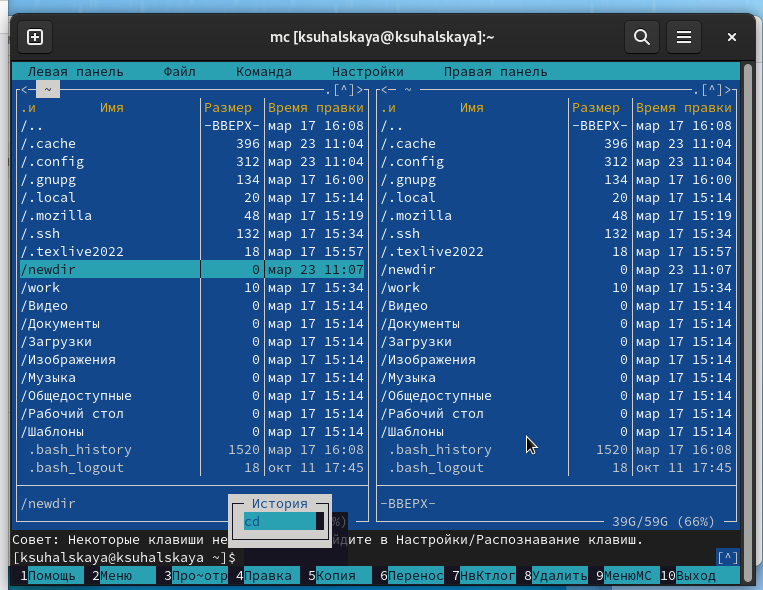 mc [ksuhalskaya@ksuhalskaya]:~
Левая панель Файл Команда Настройки Правая панель
<- ~ .[^]> <- ~ .[^]>
.и Имя Размер Время правки .и Имя Размер Время правки
/.. -ВВЕРХ- мар 17 16:08 /.. -ВВЕРХ- мар 17 16:08
/.cache 396 мар 23 11:04 /.cache 396 мар 23 11:04
/.config 312 мар 23 11:04 /.config 312 мар 23 11:04
/.gnupg 134 мар 17 16:00 /.gnupg 134 мар 17 16:00
/.local 20 мар 17 15:14 /.local 20 мар 17 15:14
/.mozilla 48 мар 17 15:19 /.mozilla 48 мар 17 15:19
/.ssh 132 мар 17 15:34 /.ssh 132 мар 17 15:34
/.texlive2022 18 мар 17 15:57 /.texlive2022 18 мар 17 15:57
/newdir 0 мар 23 11:07 /newdir 0 мар 23 11:07
/work 10 мар 17 15:34 /work 10 мар 17 15:34
/Видео 0 мар 17 15:14 /Видео 0 мар 17 15:14
/Документы 0 мар 17 15:14 /Документы 0 мар 17 15:14
/Загрузки 0 мар 17 15:14 /Загрузки 0 мар 17 15:14
/Изображения 0 мар 17 15:14 /Изображения 0 мар 17 15:14
/Музыка 0 мар 17 15:14 /Музыка 0 мар 17 15:14
/Общедоступные 0 мар 17 15:14 /Общедоступные 0 мар 17 15:14
/Рабочий стол 0 мар 17 15:14 /Рабочий стол 0 мар 17 15:14
/Шаблоны 0 мар 17 15:14 /Шаблоны 0 мар 17 15:14
.bash_history 1520 мар 17 16:08 .bash_history 1520 мар 17 16:08
.bash_logout 18 окт 11 17:45 .bash_logout 18 окт 11 17:45
/newdir -ВВЕРХ-
История
cd %) 39G/59G (66%)
Совет: Некоторые клавиши не дите в Настройки/Распознавание клавиш.
[ksuhalskaya@ksuhalskaya ~]$ [^]
1Помощь 2Меню 3Про~отр 4Правка 5Копия 6Перенос 7НвКтлог 8Удалить 9МенюМС 10Выход